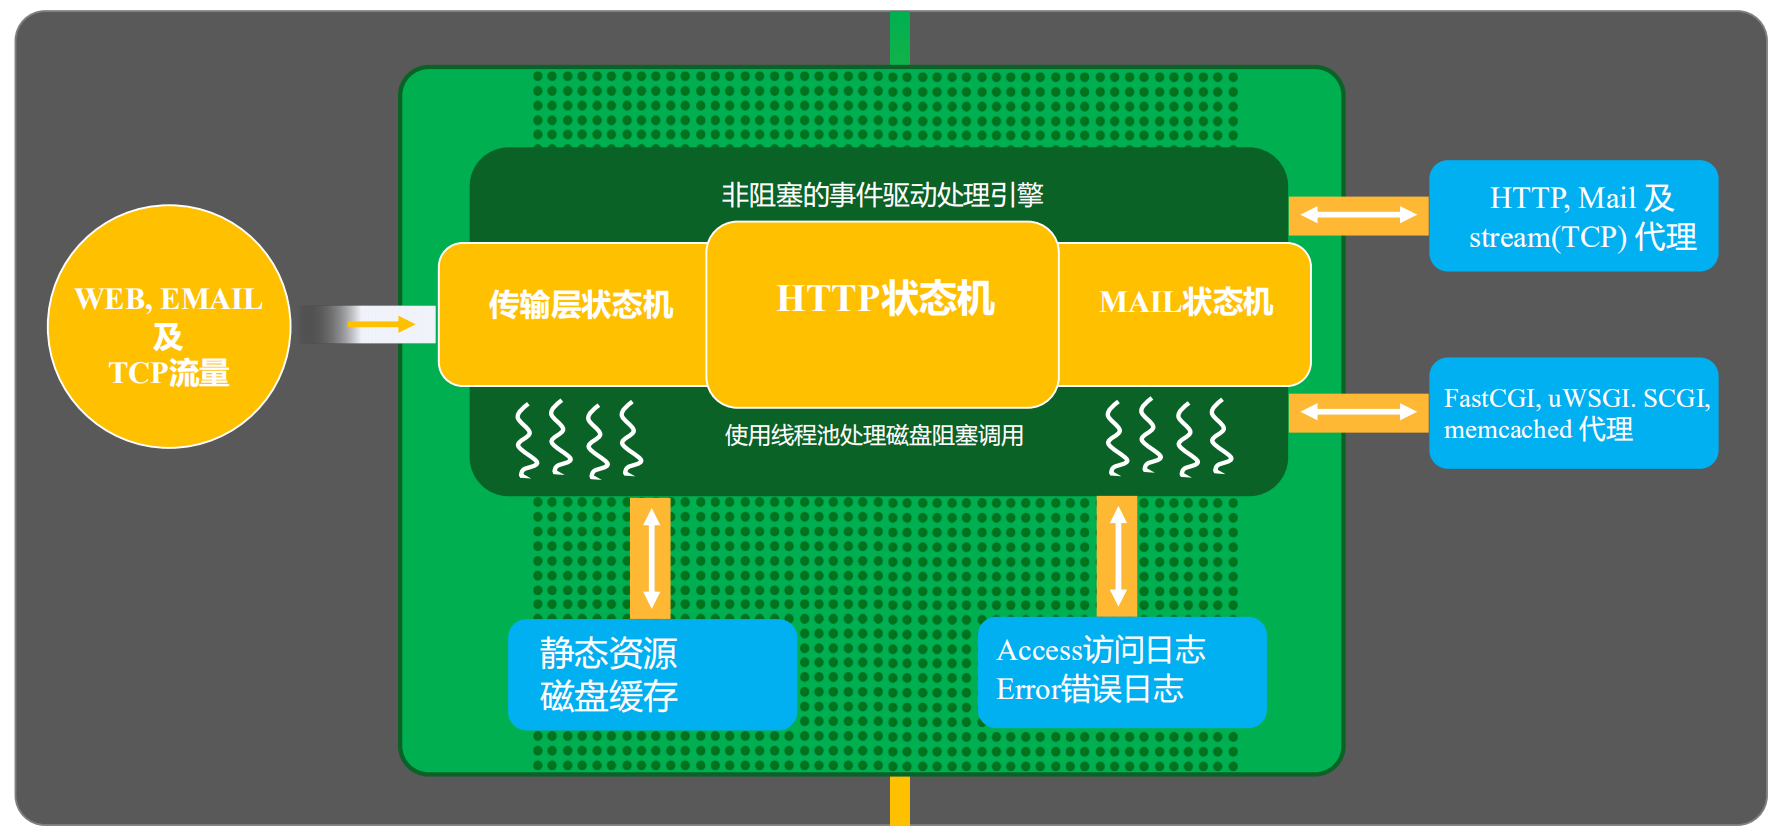 WEB, EMAIL
及
TCP流量
非阻塞的事件驱动处理引擎
传输层状态机
HTTP状态机
MAIL状态机
使用线程池处理磁盘阻塞调用
HTTP, Mail 及
stream(TCP) 代理
FastCGI, uWSGI. SCGI,
memcached 代理
静态资源
磁盘缓存
Access访问日志
Error错误日志